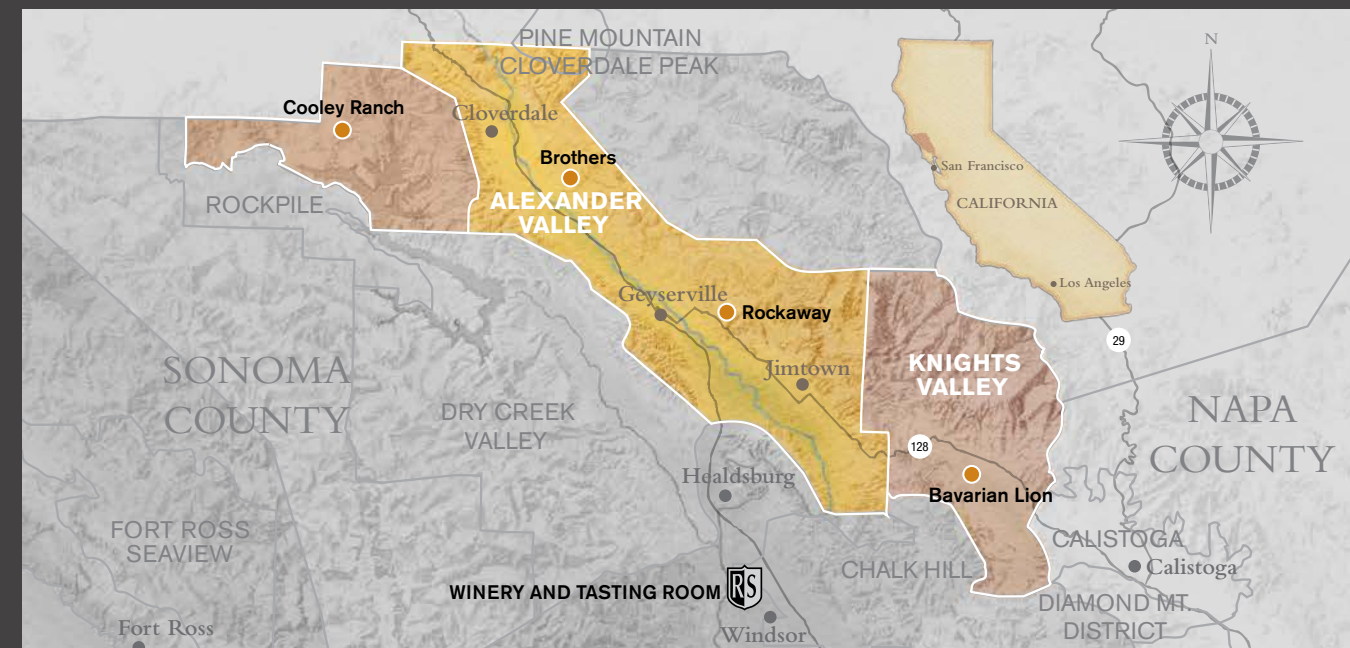 PINE MOUNTAIN
CLOVERDALE PEAK
N
Cooley Ranch
Cloverdale
Brothers
San Francisco
ROCKPILE
ALEXANDER
VALLEY
CALIFORNIA
Geyserville
Los Angeles
Rockaway
29
SONOMA
COUNTY
Jimtown
KNIGHTS
VALLEY
DRY CREEK
VALLEY
NAPA
COUNTY
128
Healdsburg
Bavarian Lion
FORT ROSS
SEAVIEW
CALISTOGA
Calistoga
CHALK HILL
WINERY AND TASTING ROOM
RS
DIAMOND MT.
DISTRICT
Fort Ross
Windsor